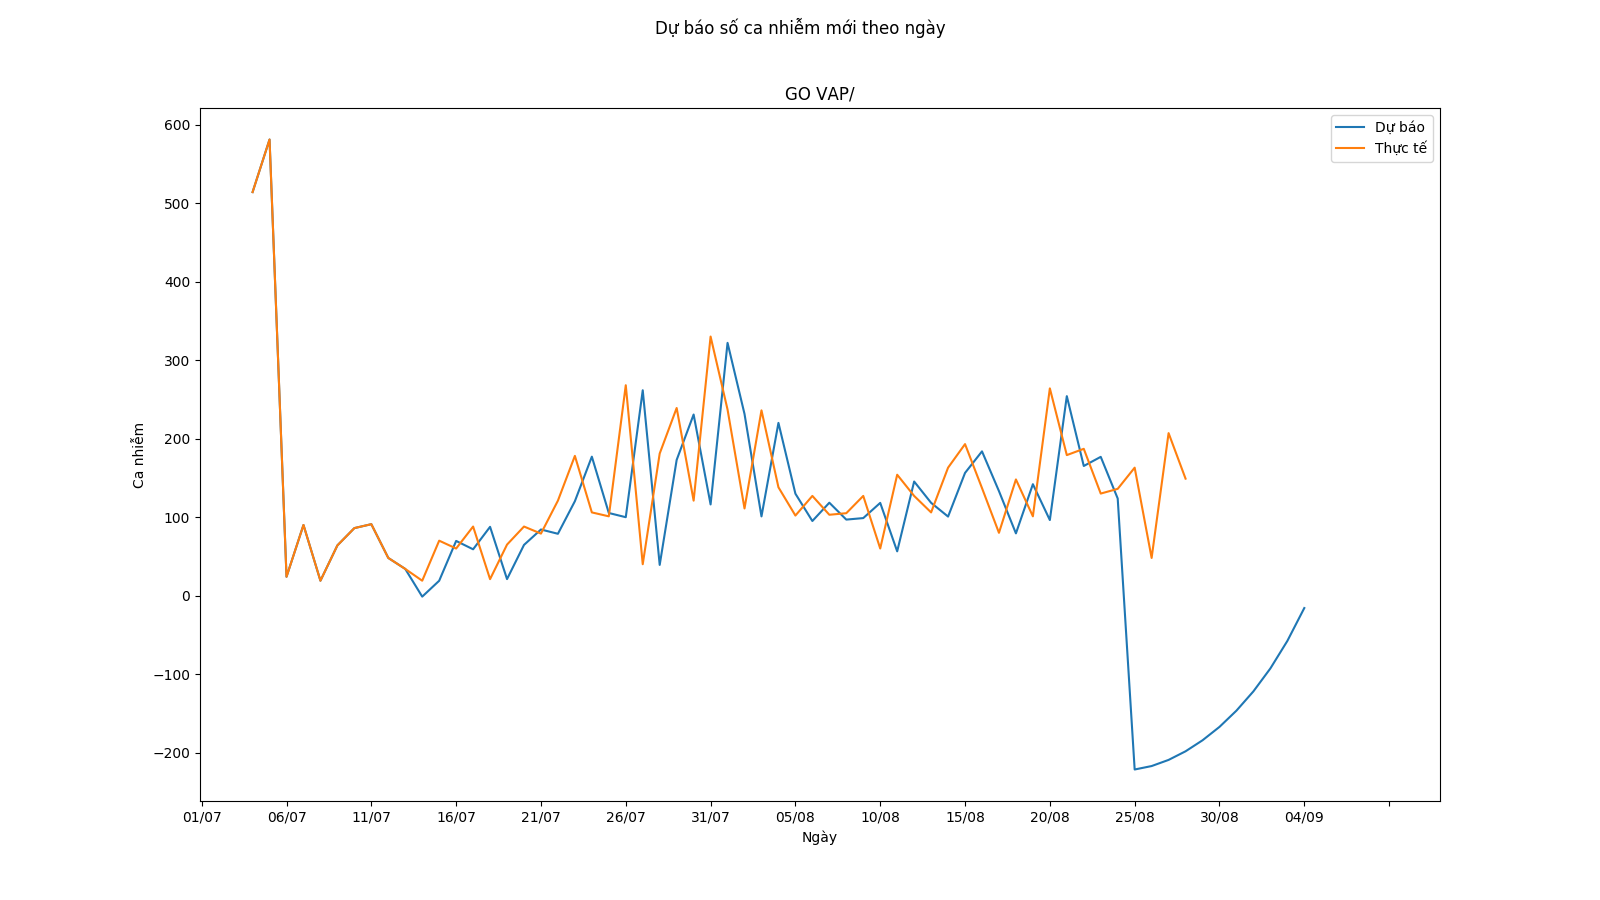 Dự báo số ca nhiễm mới theo ngày
GO VAP/
Dự báo
Thực tế
600
500
400
300
200
100
0
−100
−200
Ca nhiễm
01/07 06/07 11/07 16/07 21/07 26/07 31/07 05/08 10/08 15/08 20/08 25/08 30/08 04/09
Ngày